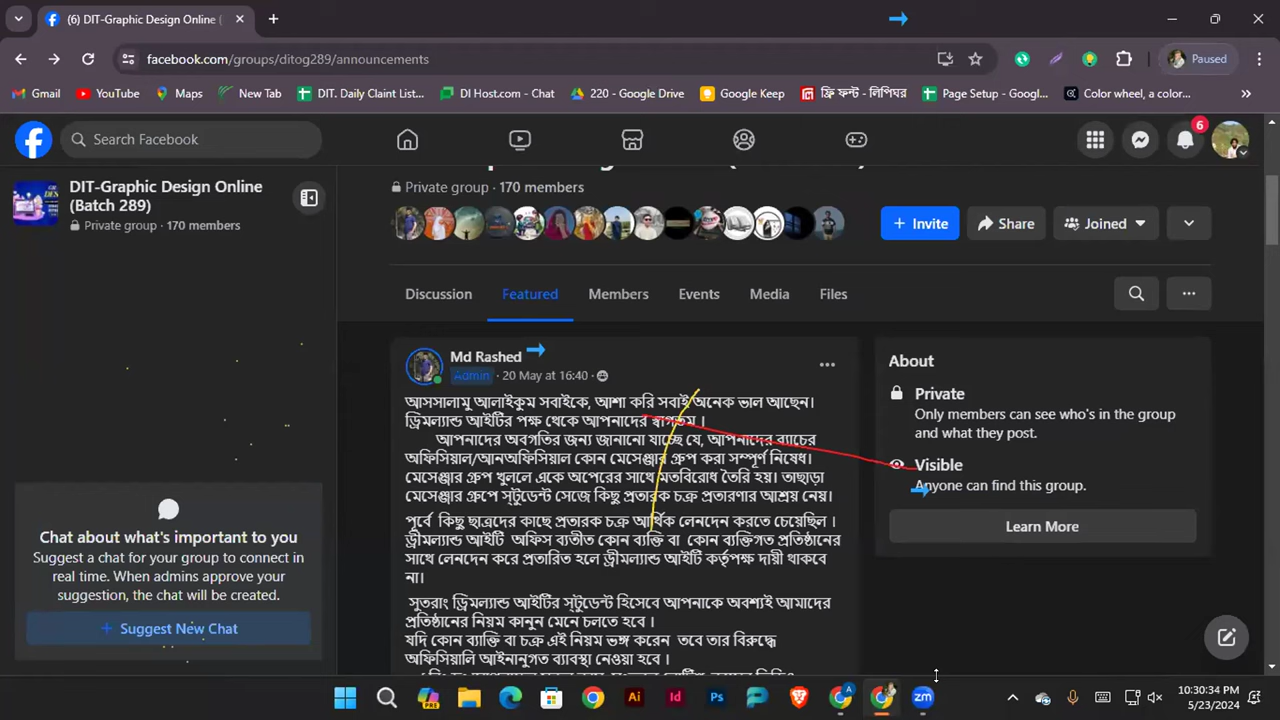 (6) DIT-Graphic Design Online (
facebook.com/groups/ditog289/announcements
Paused
Gmail
YouTube
Maps
New Tab
DIT. Daily Claint List...
DI Host.com - Chat
220 - Google Drive
Google Keep
ফ্রি ফন্ট - লিপিঘর
Page Setup - Googl...
Color wheel, a color...
Search Facebook
6
DIT-Graphic Design Online
(Batch 289)
Private group · 170 members
Private group · 170 members
Invite
Share
Joined
Discussion
Featured
Members
Events
Media
Files
Md Rashed
Admin · 20 May at 16:40 ·
আসসালামু আলাইকুম সবাইকে, আশা করি সবাই অনেক ভাল আছেন।
ড্রিমল্যান্ড আইটির পক্ষ থেকে আপনাদের স্বাগতম ।
আপনাদের অবগতির জন্য জানানো যাচ্ছে যে, আপনাদের ব্যাচের
অফিসিয়াল/আনঅফিসিয়াল কোন মেসেঞ্জার গ্রুপ করা সম্পূর্ণ নিষেধ।
মেসেঞ্জার গ্রুপ খুললে একে অপেরের সাথে মতবিরোধ তৈরি হয়। তাছাড়া
মেসেঞ্জার গ্রুপে স্টুডেন্ট সেজে কিছু প্রতারক চক্র প্রতারণার আশ্রয় নেয়।
পূর্বে কিছু ছাত্রদের কাছে প্রতারক চক্র আর্থিক লেনদেন করতে চেয়েছিল ।
ড্রীমল্যান্ড আইটি অফিস ব্যতীত কোন ব্যক্তি বা কোন ব্যক্তিগত প্রতিষ্ঠানের
সাথে লেনদেন করে প্রতারিত হলে ড্রীমল্যান্ড আইটি কর্তৃপক্ষ দায়ী থাকবে
না।
সুতরাং ড্রিমল্যান্ড আইটির স্টুডেন্ট হিসেবে আপনাকে অবশ্যই আমাদের
প্রতিষ্ঠানের নিয়ম কানুন মেনে চলতে হবে ।
যদি কোন ব্যাক্তি বা চক্র এই নিয়ম ভঙ্গ করেন তবে তার বিরুদ্ধে
অফিসিয়ালি আইনানুগত ব্যাবস্থা নেওয়া হবে ।
About
Private
Only members can see who's in the group
and what they post.
Visible
Anyone can find this group.
Learn More
Chat about what's important to you
Suggest a chat for your group to connect in
real time. When admins approve your
suggestion, the chat will be created.
+ Suggest New Chat
PRE
Ai
Id
Ps
zm
10:30:34 PM
5/23/2024